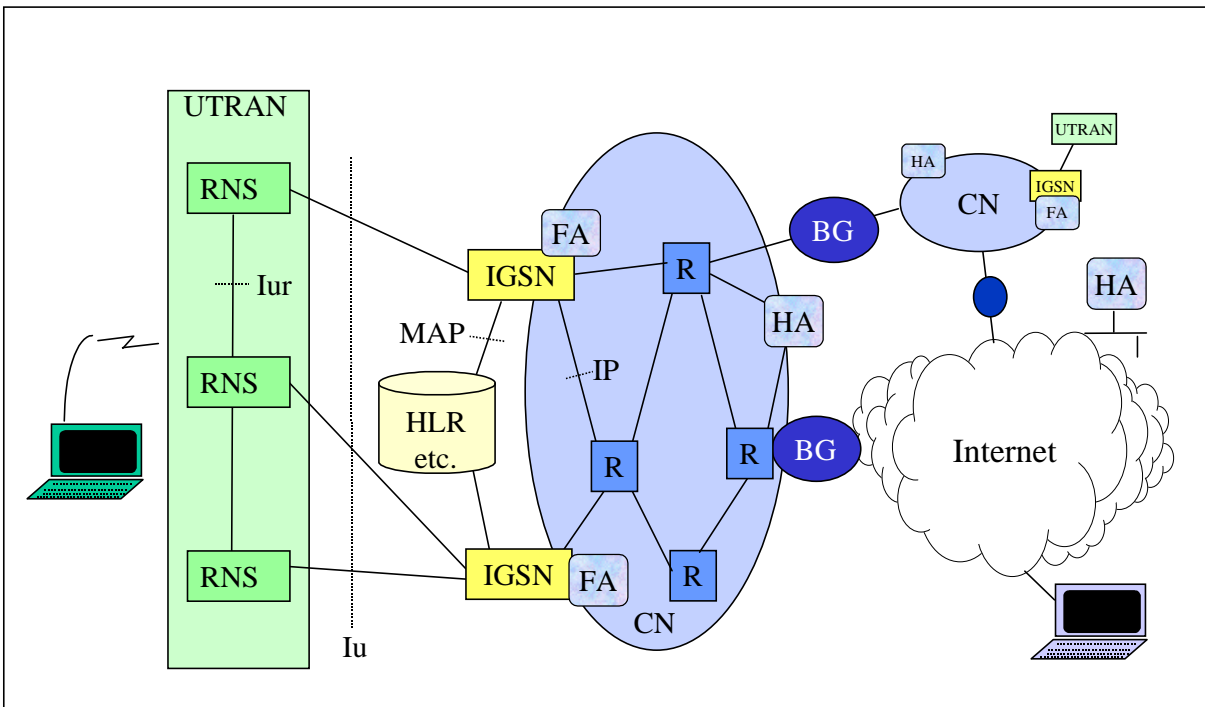 UTRAN
UTRAN
RNS
HA
IGSN
CN
FA
FA
BG
R
IGSN
Iur
HA
HA
MAP
IP
RNS
HLR
etc.
R
R
BG
Internet
RNS
IGSN
FA
R
CN
Iu